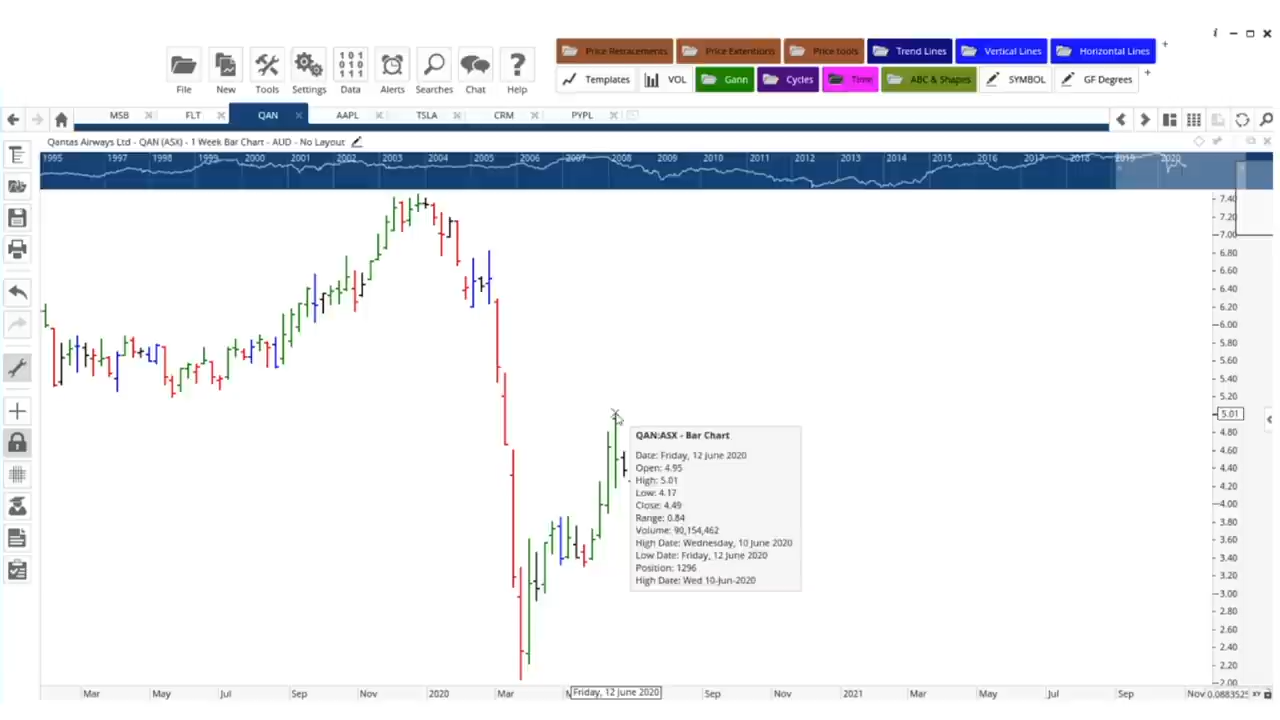 Price Retracements Price Extentions Price tools Trend Lines Vertical Lines Horizontal Lines +
Templates VOL Gann Cycles Time ABC & Shapes SYMBOL GF Degrees +
File New Tools Settings Data Alerts Searches Chat Help
MSB FLT QAN AAPL TSLA CRM PYPL
Qantas Airways Ltd - QAN (ASX) - 1 Week Bar Chart - AUD - No Layout
1995 1997 1998 1999 2000 2001 2002 2003 2004 2005 2006 2007 2008 2009 2010 2011 2012 2013 2014 2015 2016 2017 2018 2019 2020
7.40
7.20
7.00
6.80
6.60
6.40
6.20
6.00
5.80
5.60
5.40
5.20
5.01
4.80
4.60
4.40
4.20
4.00
3.80
3.60
3.40
3.20
3.00
2.80
2.60
2.40
2.20
2.00
QAN:ASX - Bar Chart
Date: Friday, 12 June 2020
Open: 4.95
High: 5.01
Low: 4.17
Close: 4.49
Range: 0.84
Volume: 90,154,462
High Date: Wednesday, 10 June 2020
Low Date: Friday, 12 June 2020
Position: 1296
High Date: Wed 10-Jun-2020
Mar May Jul Sep Nov 2020 Mar Friday, 12 June 2020 Sep Nov 2021 Mar May Jul Sep Nov 0.0883525 XY